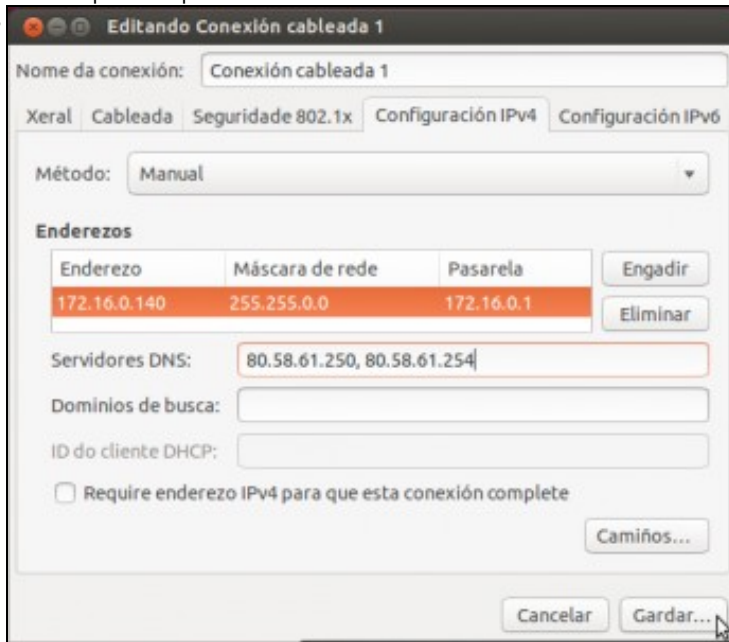 Editando Conexión cableada 1
Nome da conexión: Conexión cableada 1
Xeral Cableada Seguridade 802.1x Configuración IPv4 Configuración IPv6
Método: Manual
Enderezos
Enderezo Máscara de rede Pasarela Engadir
172.16.0.140 255.255.0.0 172.16.0.1 Eliminar
Servidores DNS: 80.58.61.250, 80.58.61.254
Dominios de busca:
ID do cliente DHCP:
Require enderezo IPv4 para que esta conexión complete
Camiños...
Cancelar Gardar...